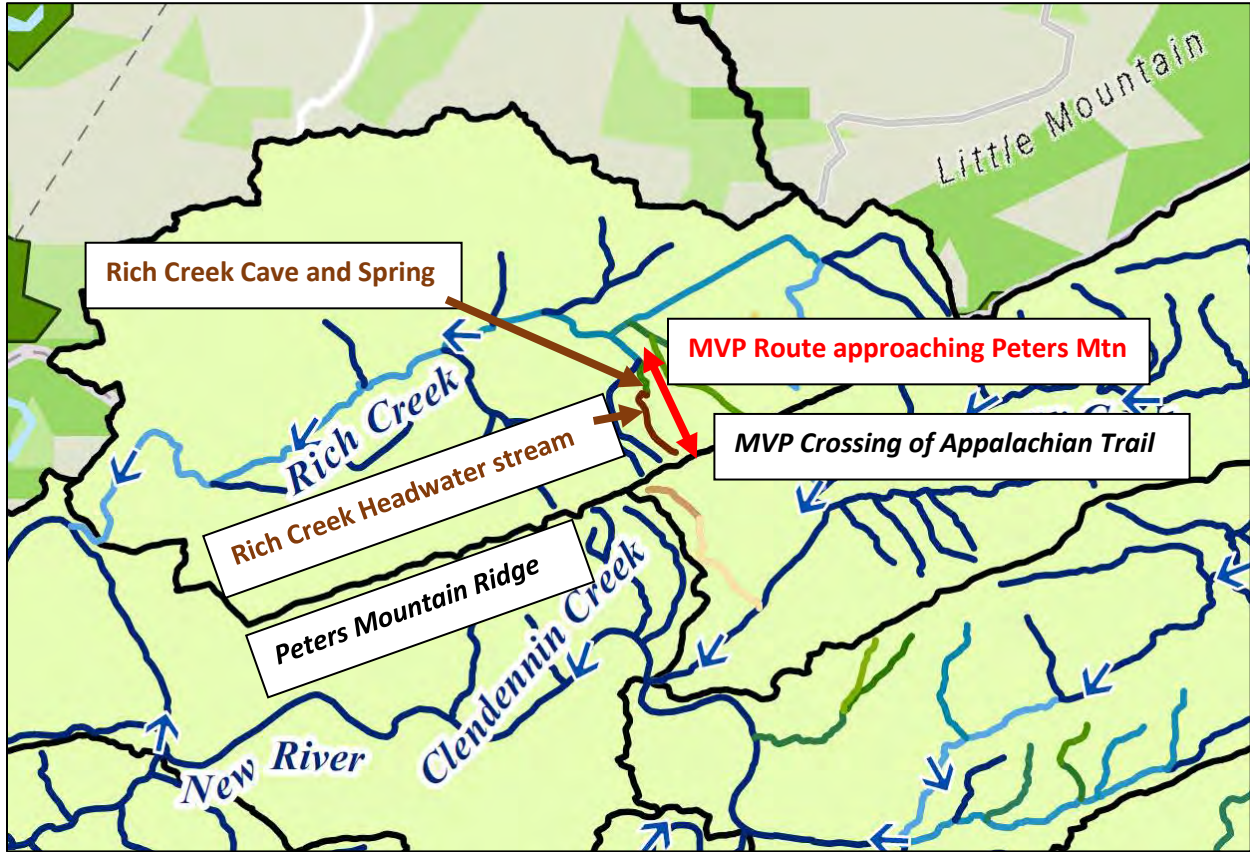 Little Mountain
Rich Creek Cave and Spring
MVP Route approaching Peters Mtn
MVP Crossing of Appalachian Trail
Rich Creek
Rich Creek Headwater stream
Peters Mountain Ridge
Clendennin Creek
New River